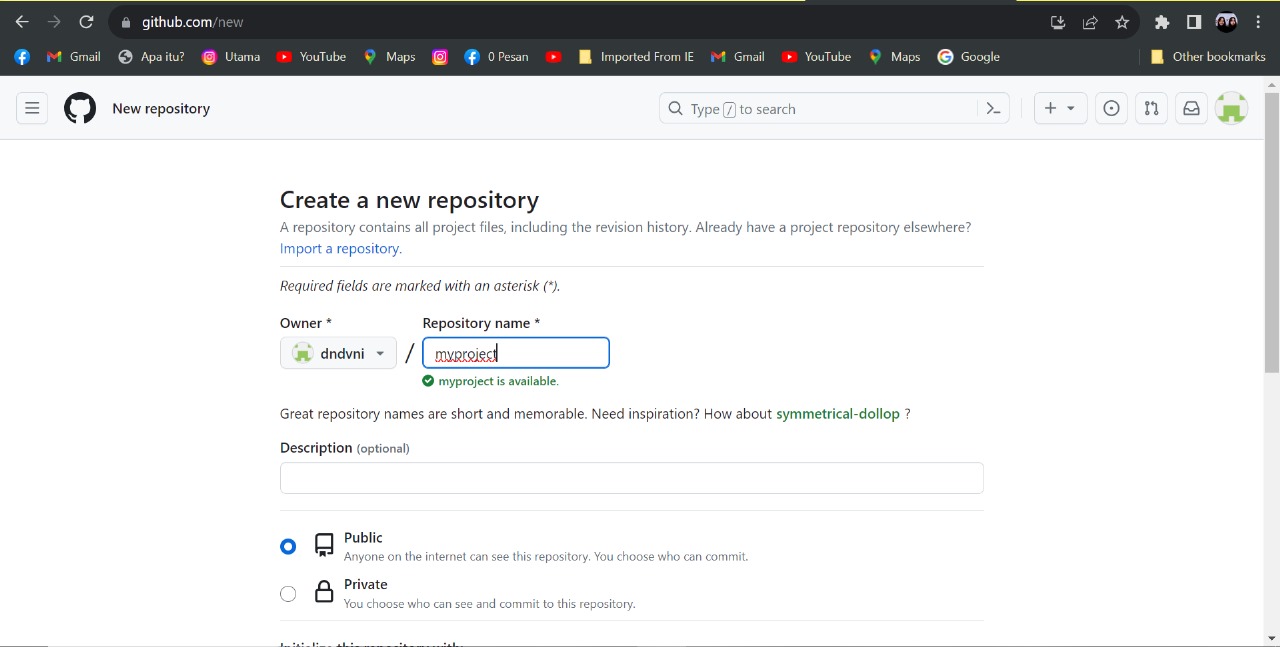 github.com/new
Gmail Apa itu? Utama YouTube Maps 0 Pesan Imported From IE Gmail YouTube Maps Google Other bookmarks
New repository Type / to search
Create a new repository
A repository contains all project files, including the revision history. Already have a project repository elsewhere?
Import a repository.
Required fields are marked with an asterisk (*).
Owner * Repository name *
dndvni / myproject
myproject is available.
Great repository names are short and memorable. Need inspiration? How about symmetrical-dollop ?
Description (optional)
Public
Anyone on the internet can see this repository. You choose who can commit.
Private
You choose who can see and commit to this repository.
Initialize this repository with: